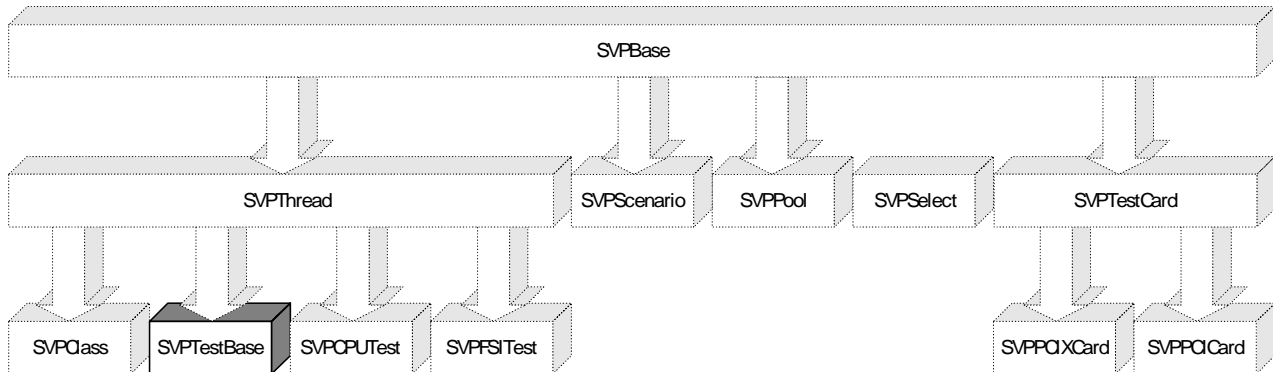 SVPBase
SVPThread
SVPScenario
SVPPool
SVPSelect
SVPTestCard
SVPClass
SVPTestBase
SVPCPUTest
SVPFSITest
SVPPCIXCard
SVPPCICard